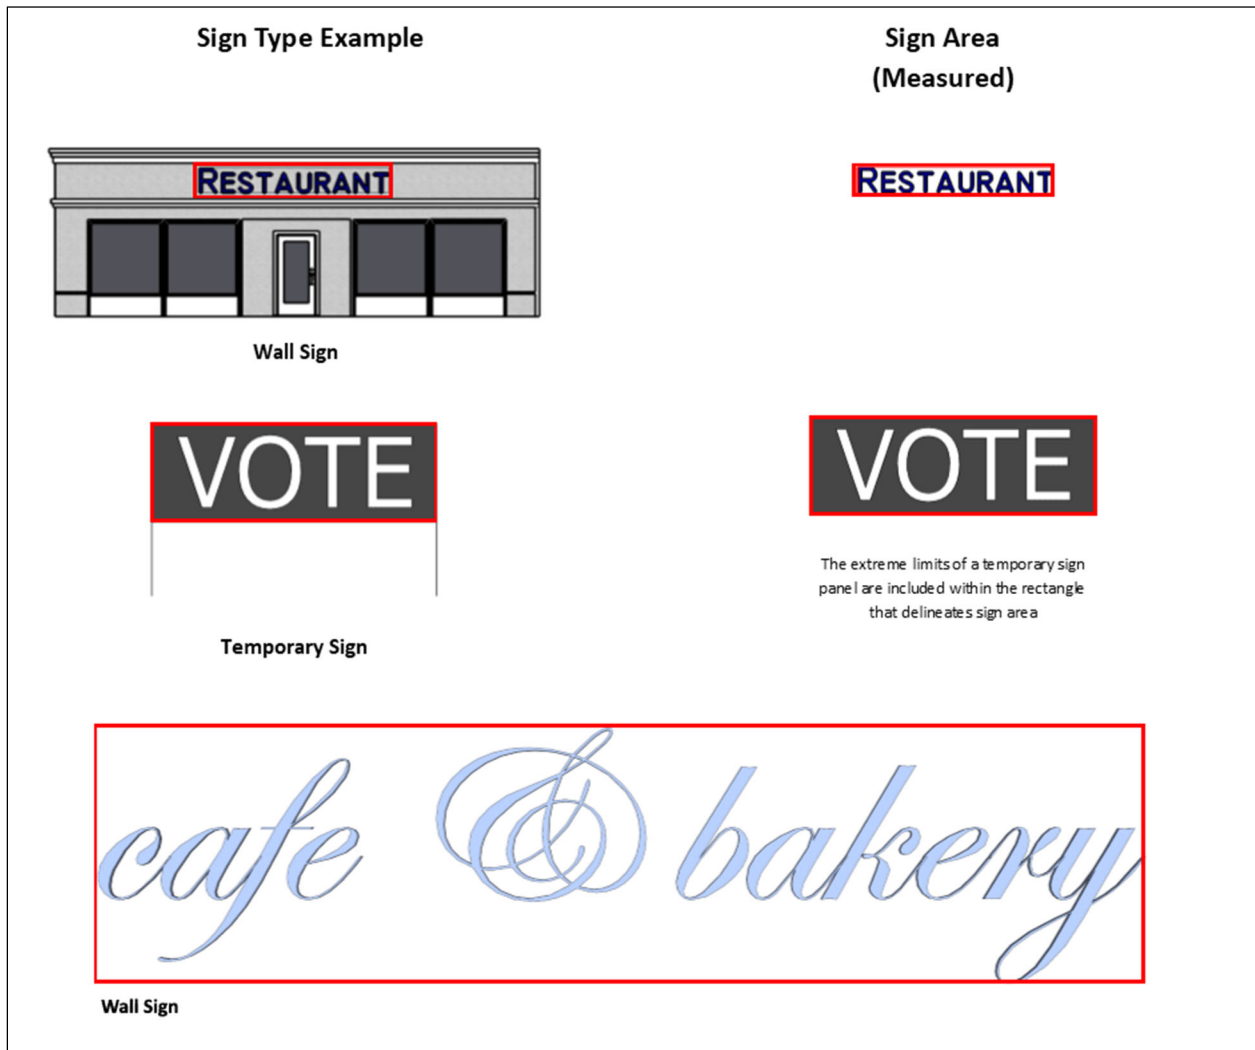 Sign Type Example
Sign Area
(Measured)
RESTAURANT
RESTAURANT
Wall Sign
VOTE
VOTE
The extreme limits of a temporary sign
panel are included within the rectangle
that delineates sign area
Temporary Sign
cafe & bakery
Wall Sign